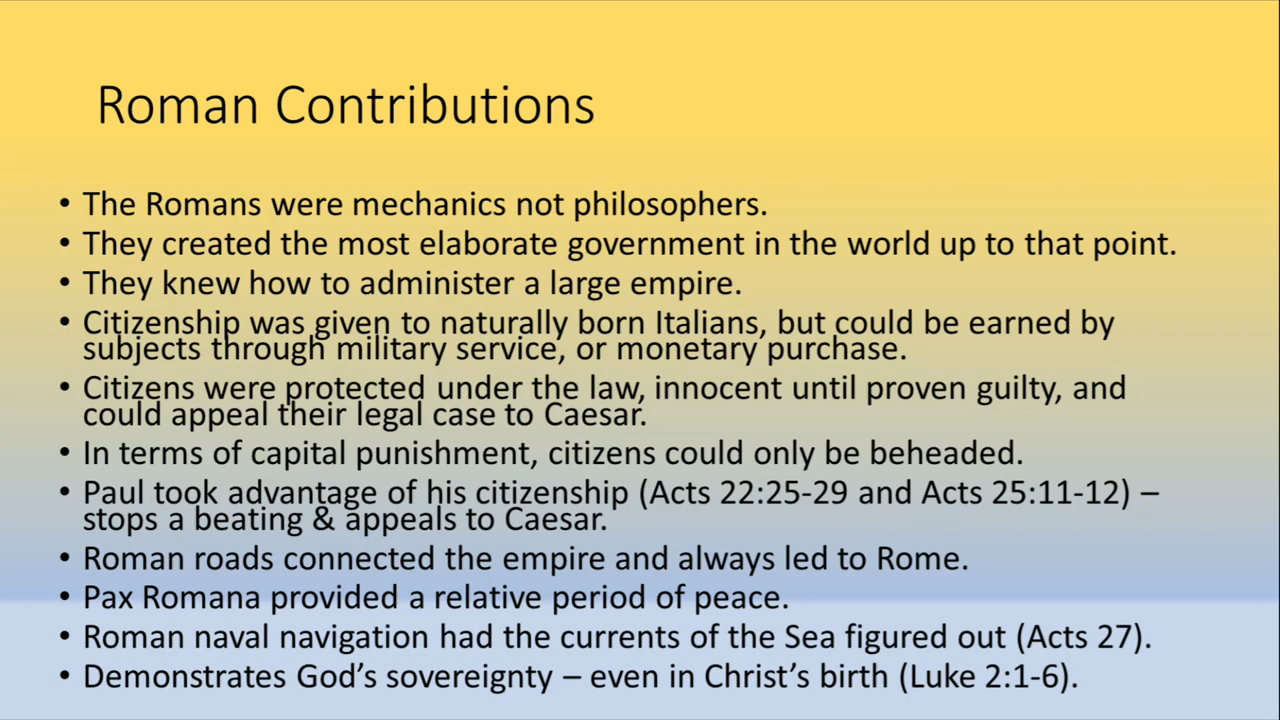 Roman Contributions
• The Romans were mechanics not philosophers.
• They created the most elaborate government in the world up to that point.
• They knew how to administer a large empire.
• Citizenship was given to naturally born Italians, but could be earned by
subjects through military service, or monetary purchase.
• Citizens were protected under the law, innocent until proven guilty, and
could appeal their legal case to Caesar.
• In terms of capital punishment, citizens could only be beheaded.
• Paul took advantage of his citizenship (Acts 22:25-29 and Acts 25:11-12) –
stops a beating & appeals to Caesar.
• Roman roads connected the empire and always led to Rome.
• Pax Romana provided a relative period of peace.
• Roman naval navigation had the currents of the Sea figured out (Acts 27).
• Demonstrates God’s sovereignty – even in Christ’s birth (Luke 2:1-6).